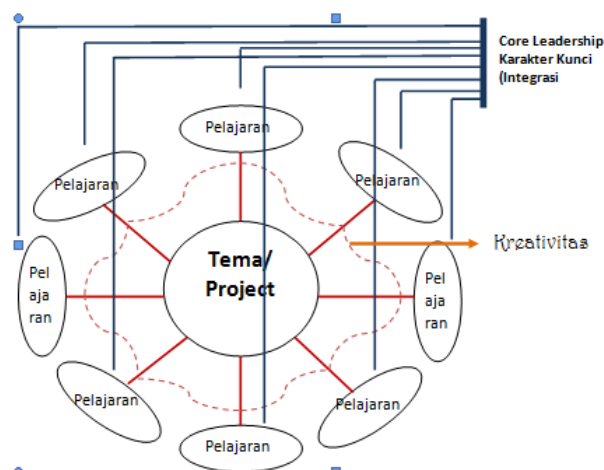 Core Leadership
Karakter Kunci
(Integrasi
Pelajaran
Pelajaran
Pelajaran
Kreativitas
Tema/
Project
Pel
ajara
ran
Pel
aja
ran
Pelajaran
Pelajaran
Pelajaran